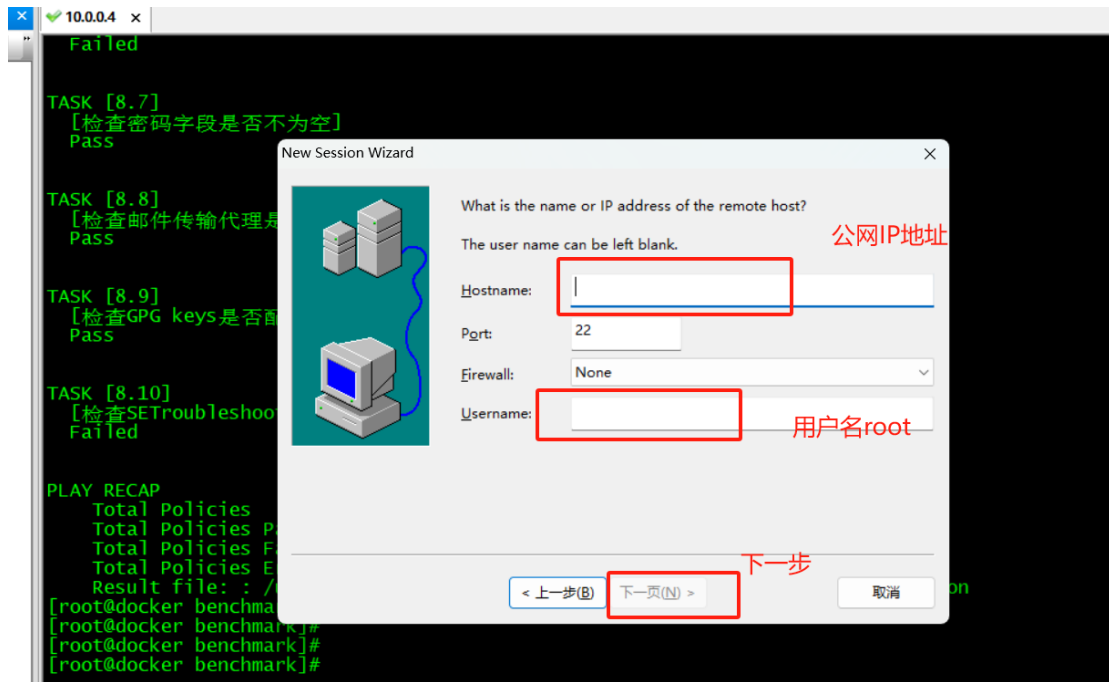 10.0.0.4
Failed
TASK [8.7]
[检查密码字段是否不为空]
Pass
TASK [8.8]
[检查邮件传输代理是
Pass
TASK [8.9]
[检查GPG keys是否配
Pass
TASK [8.10]
[检查SETroubleshoo
Failed
PLAY RECAP
Total Policies
Total Policies P
Total Policies F
Total Policies E
Result file: : /
on
[root@docker benchma
[root@docker benchmark]#
[root@docker benchmark]#
[root@docker benchmark]#
New Session Wizard
What is the name or IP address of the remote host?
The user name can be left blank.
公网IP地址
Hostname:
Port: 22
Firewall: None
Username:
用户名root
下一步
< 上一步(B)
下一页(N) >
取消